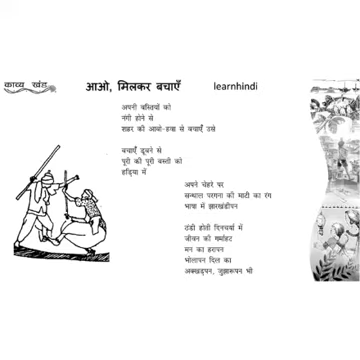 काव्य खंड
आओ, मिलकर बचाएँ
learnhindi
अपनी बस्तियों को
नंगी होने से
शहर की आबो-हवा से बचाएँ उसे
बचाएँ डूबने से
पूरी की पूरी बस्ती को
हड़िया में
अपने चेहरे पर
सन्थाल परगना की माटी का रंग
भाषा में झारखंडीपन
ठंडी होती दिनचर्या में
जीवन की गर्माहट
मन का हरापन
भोलापन दिल का
अक्खड़पन, जुझारूपन भी